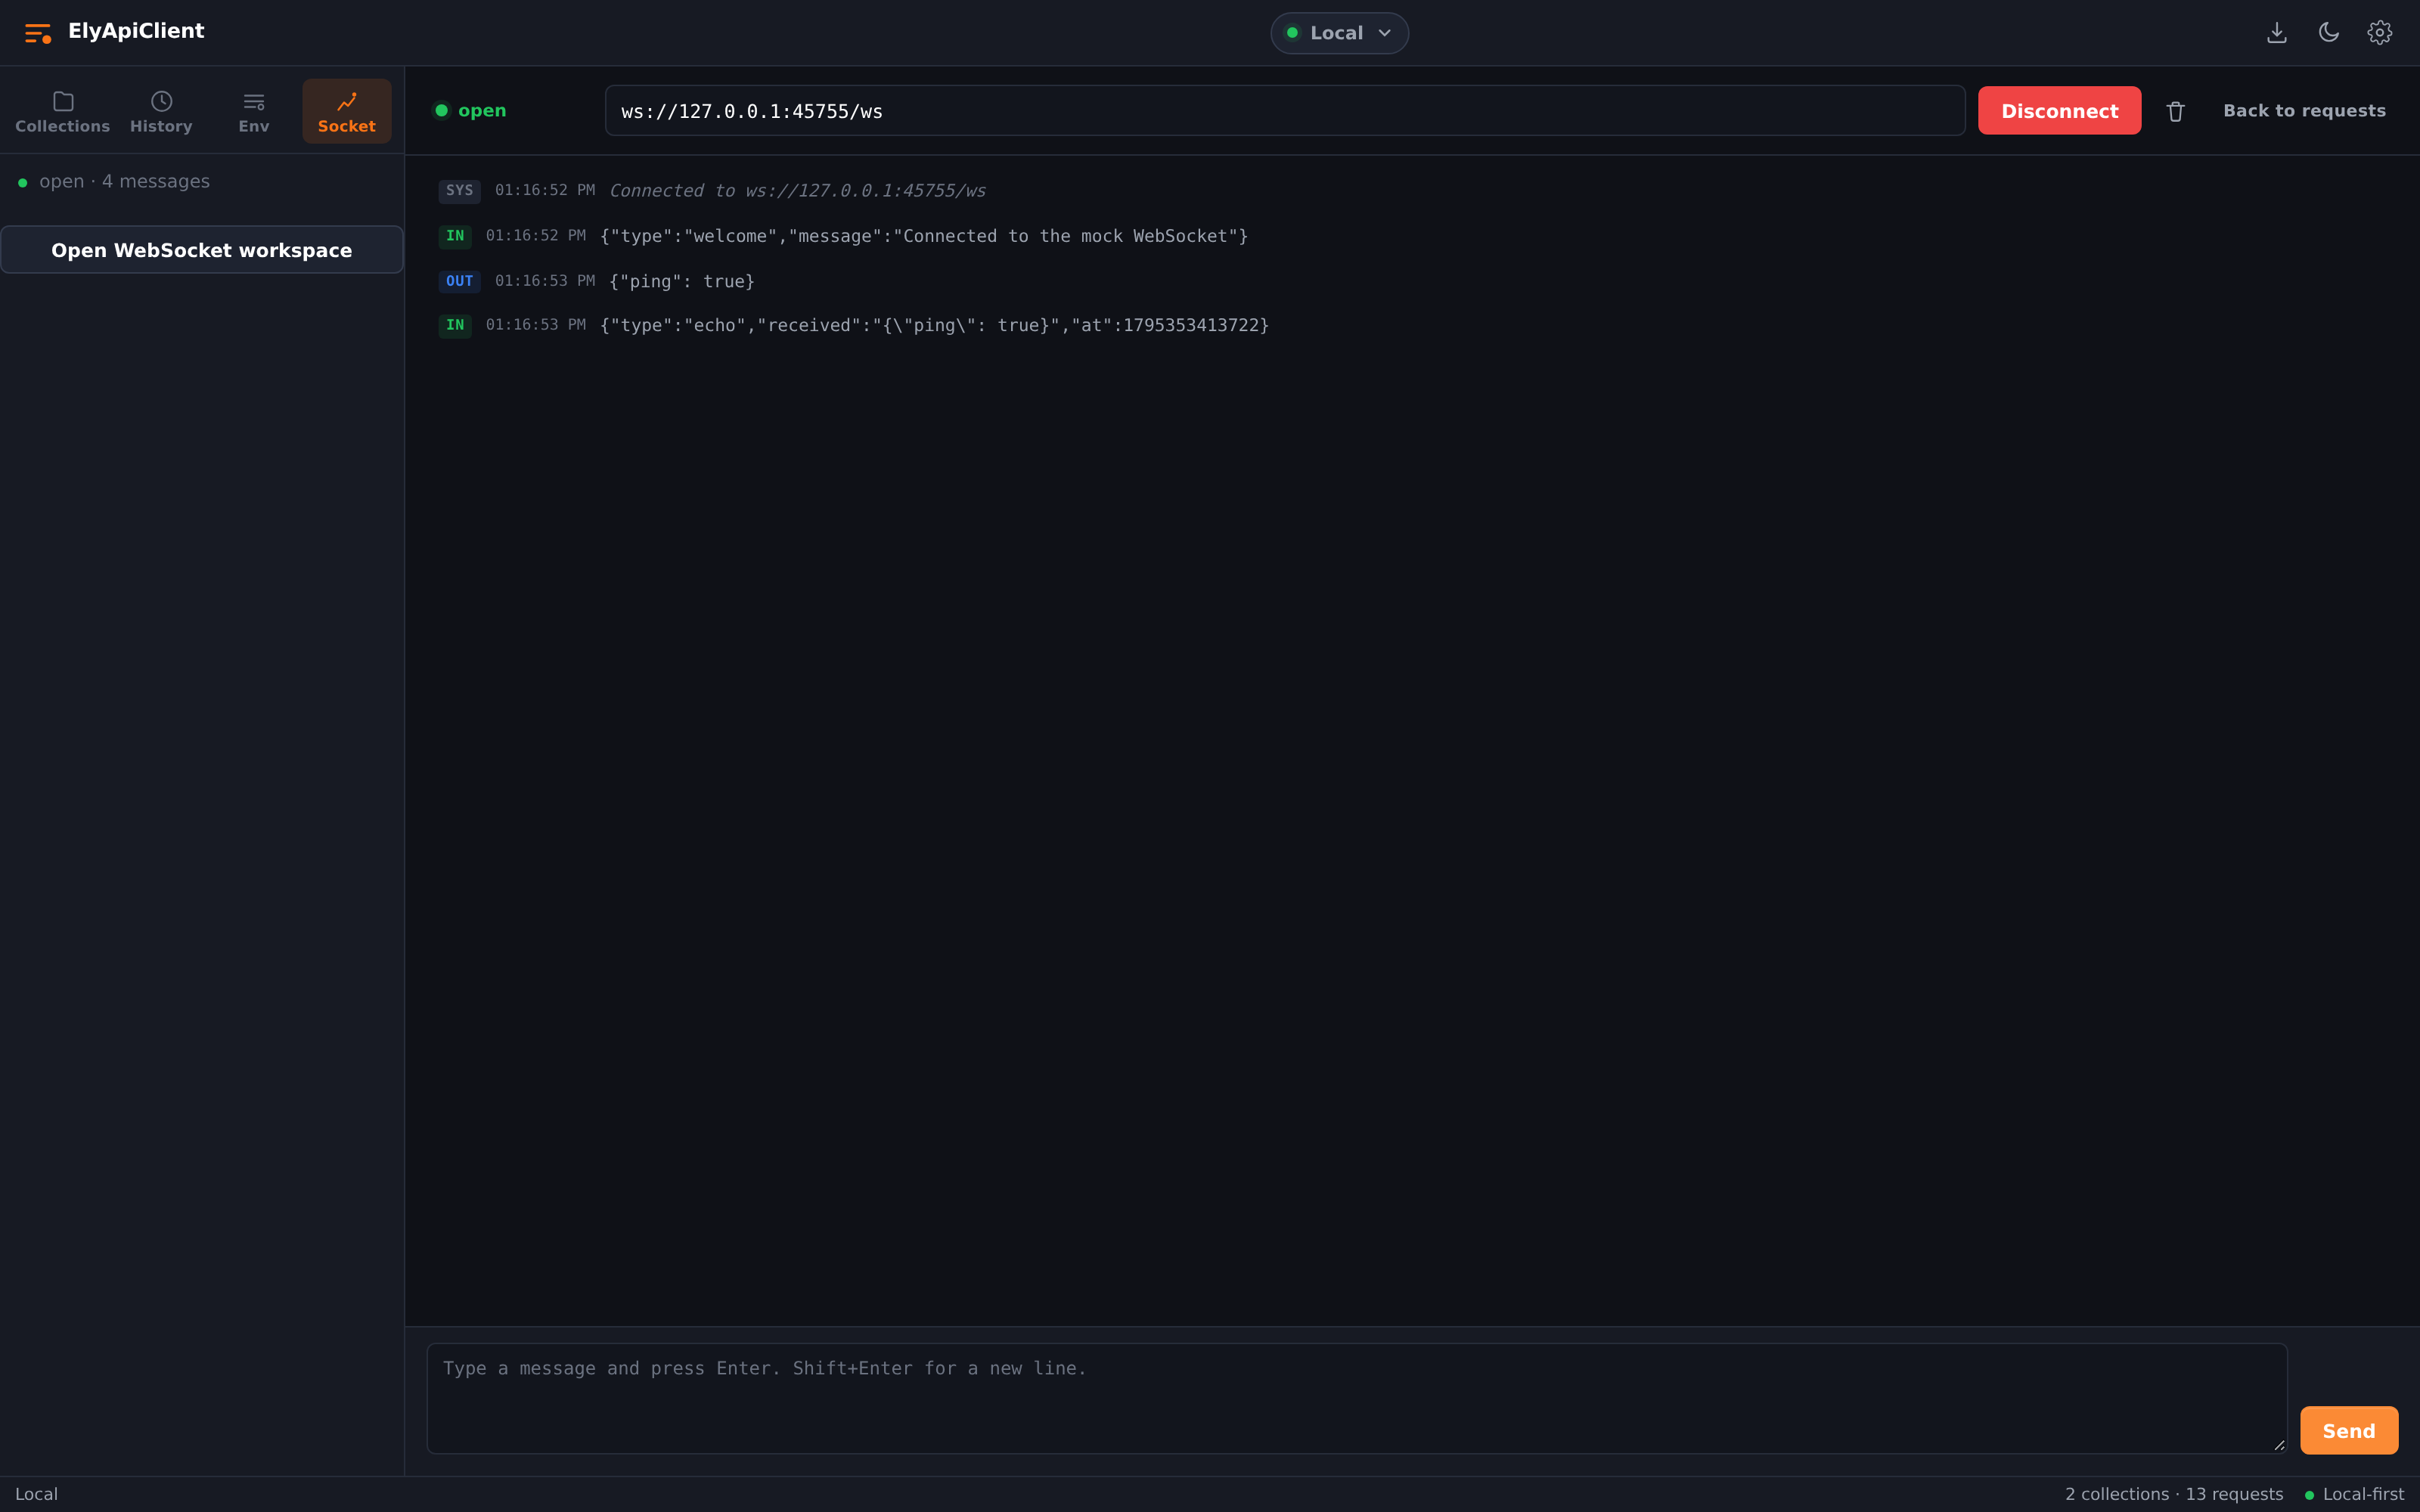 ElyApiClient
Local
Collections
History
Env
Socket
open · 4 messages
Open WebSocket workspace
open
ws://127.0.0.1:45755/ws
Disconnect
Back to requests
SYS 01:16:52 PM Connected to ws://127.0.0.1:45755/ws
IN 01:16:52 PM {"type":"welcome","message":"Connected to the mock WebSocket"}
OUT 01:16:53 PM {"ping": true}
IN 01:16:53 PM {"type":"echo","received":"{\"ping\": true}","at":1795353413722}
Type a message and press Enter. Shift+Enter for a new line.
Send
Local
2 collections · 13 requests
Local-first